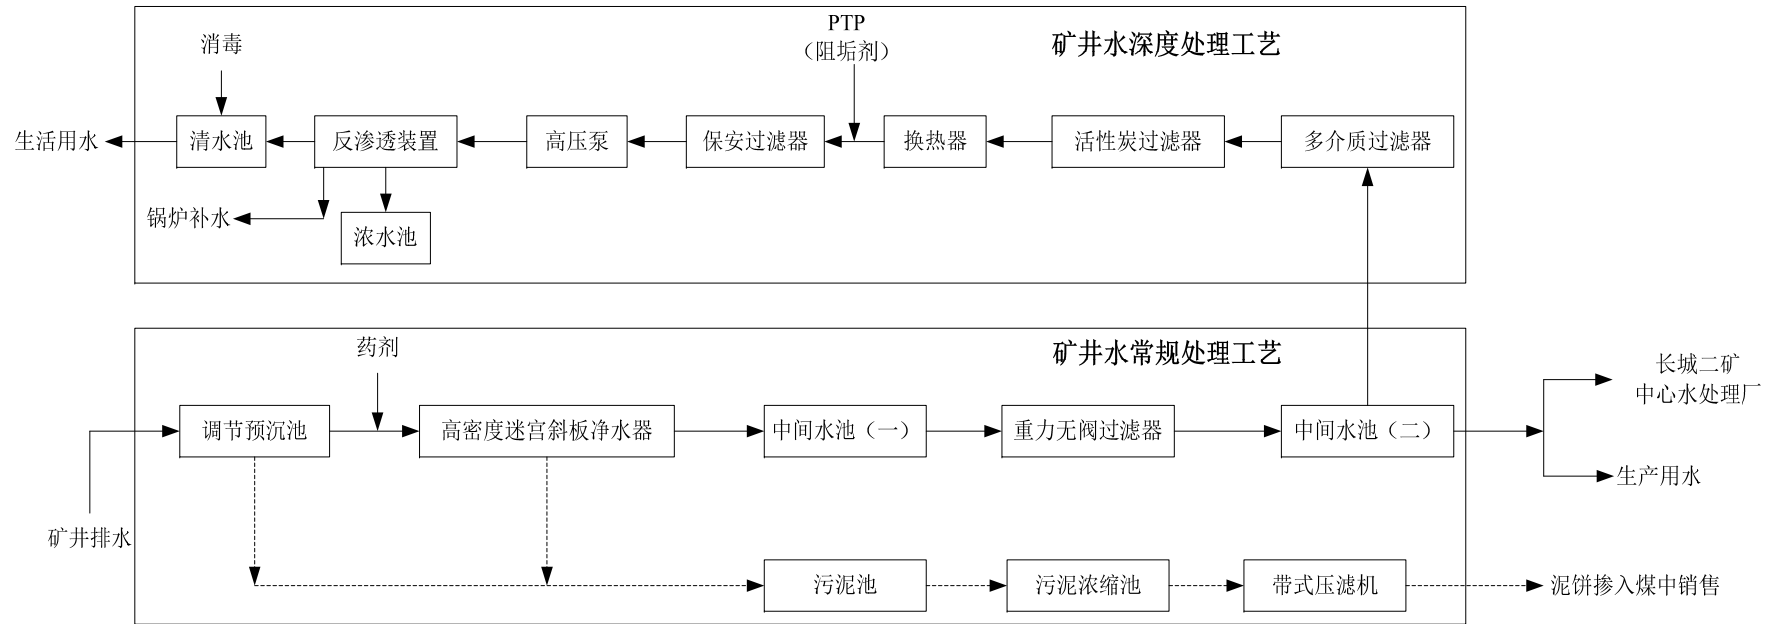 PTP
（阻垢剂）
矿井水深度处理工艺
消毒
生活用水
清水池
反渗透装置
高压泵
保安过滤器
换热器
活性炭过滤器
多介质过滤器
锅炉补水
浓水池
矿井水常规处理工艺
药剂
长城二矿
中心水处理厂
调节预沉池
高密度迷宫斜板净水器
中间水池（一）
重力无阀过滤器
中间水池（二）
生产用水
矿井排水
污泥池
污泥浓缩池
带式压滤机
泥饼掺入煤中销售